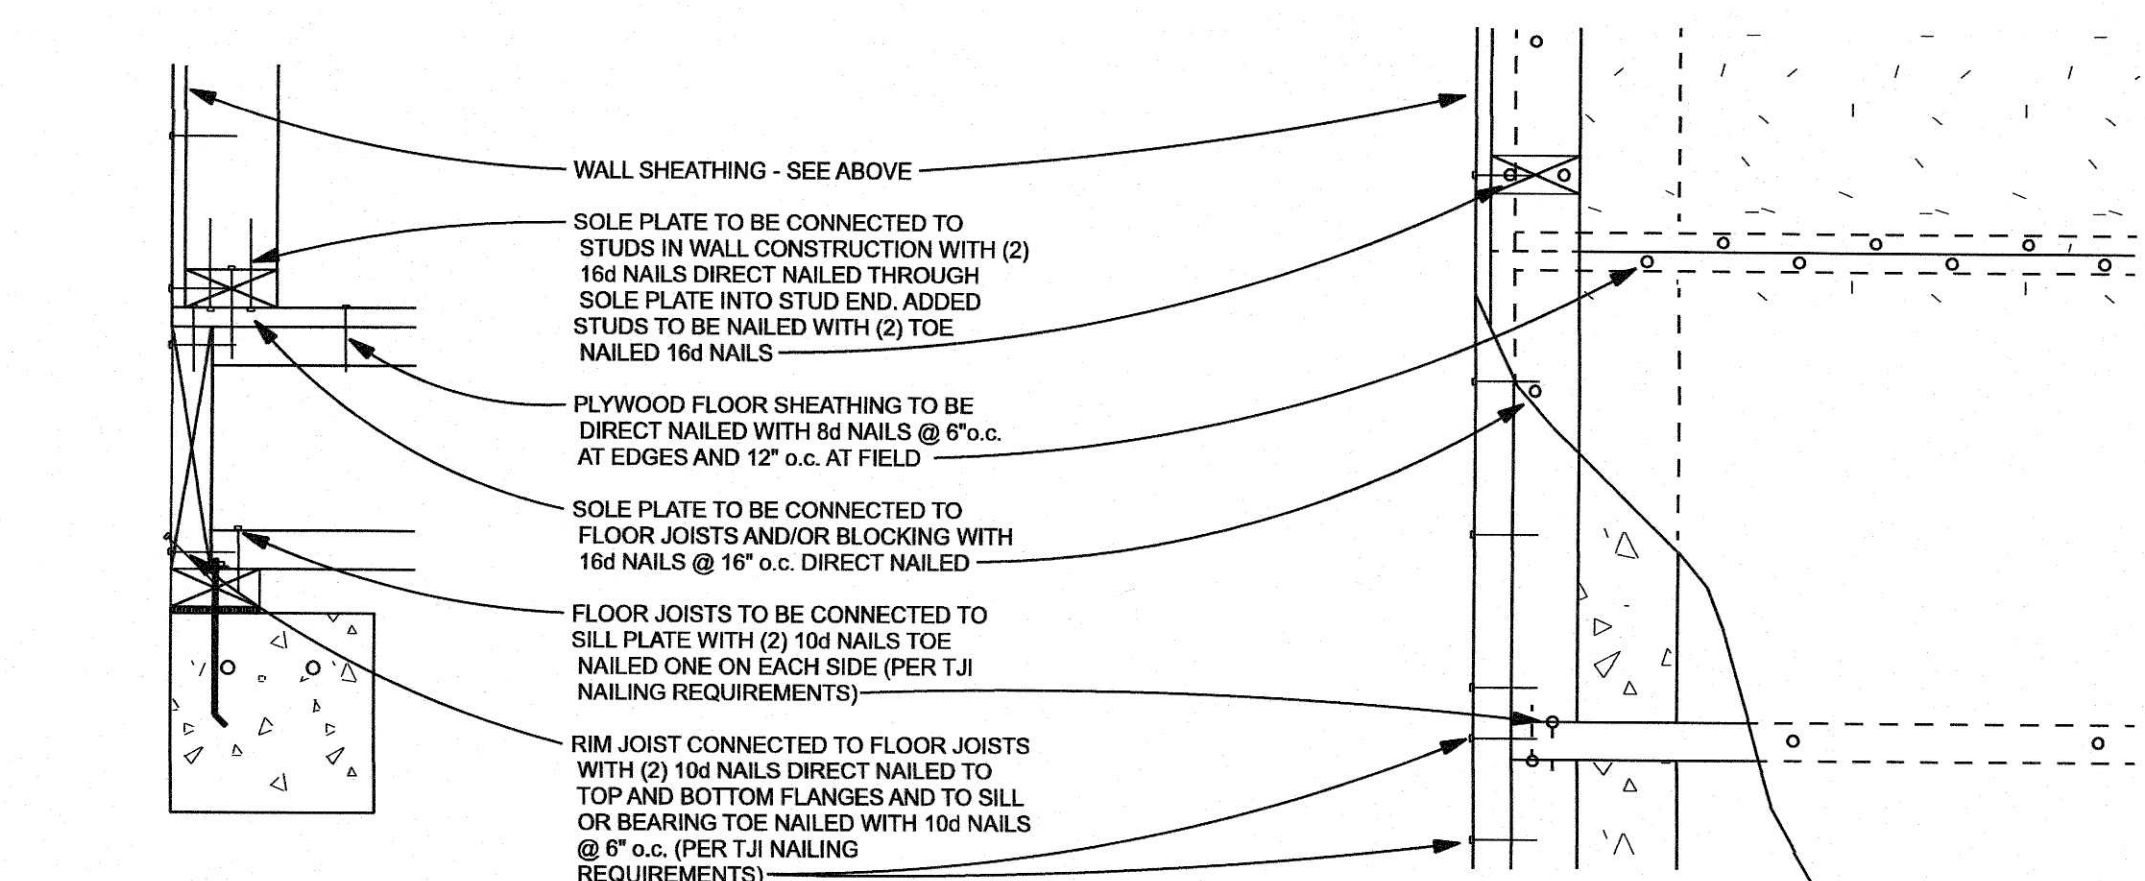 WALL SHEATHING - SEE ABOVE
SOLE PLATE TO BE CONNECTED TO
STUDS IN WALL CONSTRUCTION WITH (2)
16d NAILS DIRECT NAILED THROUGH
SOLE PLATE INTO STUD END. ADDED
STUDS TO BE NAILED WITH (2) TOE
NAILED 16d NAILS
PLYWOOD FLOOR SHEATHING TO BE
DIRECT NAILED WITH 8d NAILS @ 6"o.c.
AT EDGES AND 12" o.c. AT FIELD
SOLE PLATE TO BE CONNECTED TO
FLOOR JOISTS AND/OR BLOCKING WITH
16d NAILS @ 16" o.c. DIRECT NAILED
FLOOR JOISTS TO BE CONNECTED TO
SILL PLATE WITH (2) 10d NAILS TOE
NAILED ONE ON EACH SIDE (PER TJI
NAILING REQUIREMENTS)
RIM JOIST CONNECTED TO FLOOR JOISTS
WITH (2) 10d NAILS DIRECT NAILED TO
TOP AND BOTTOM FLANGES AND TO SILL
OR BEARING TOE NAILED WITH 10d NAILS
@ 6" o.c. (PER TJI NAILING
REQUIREMENTS)